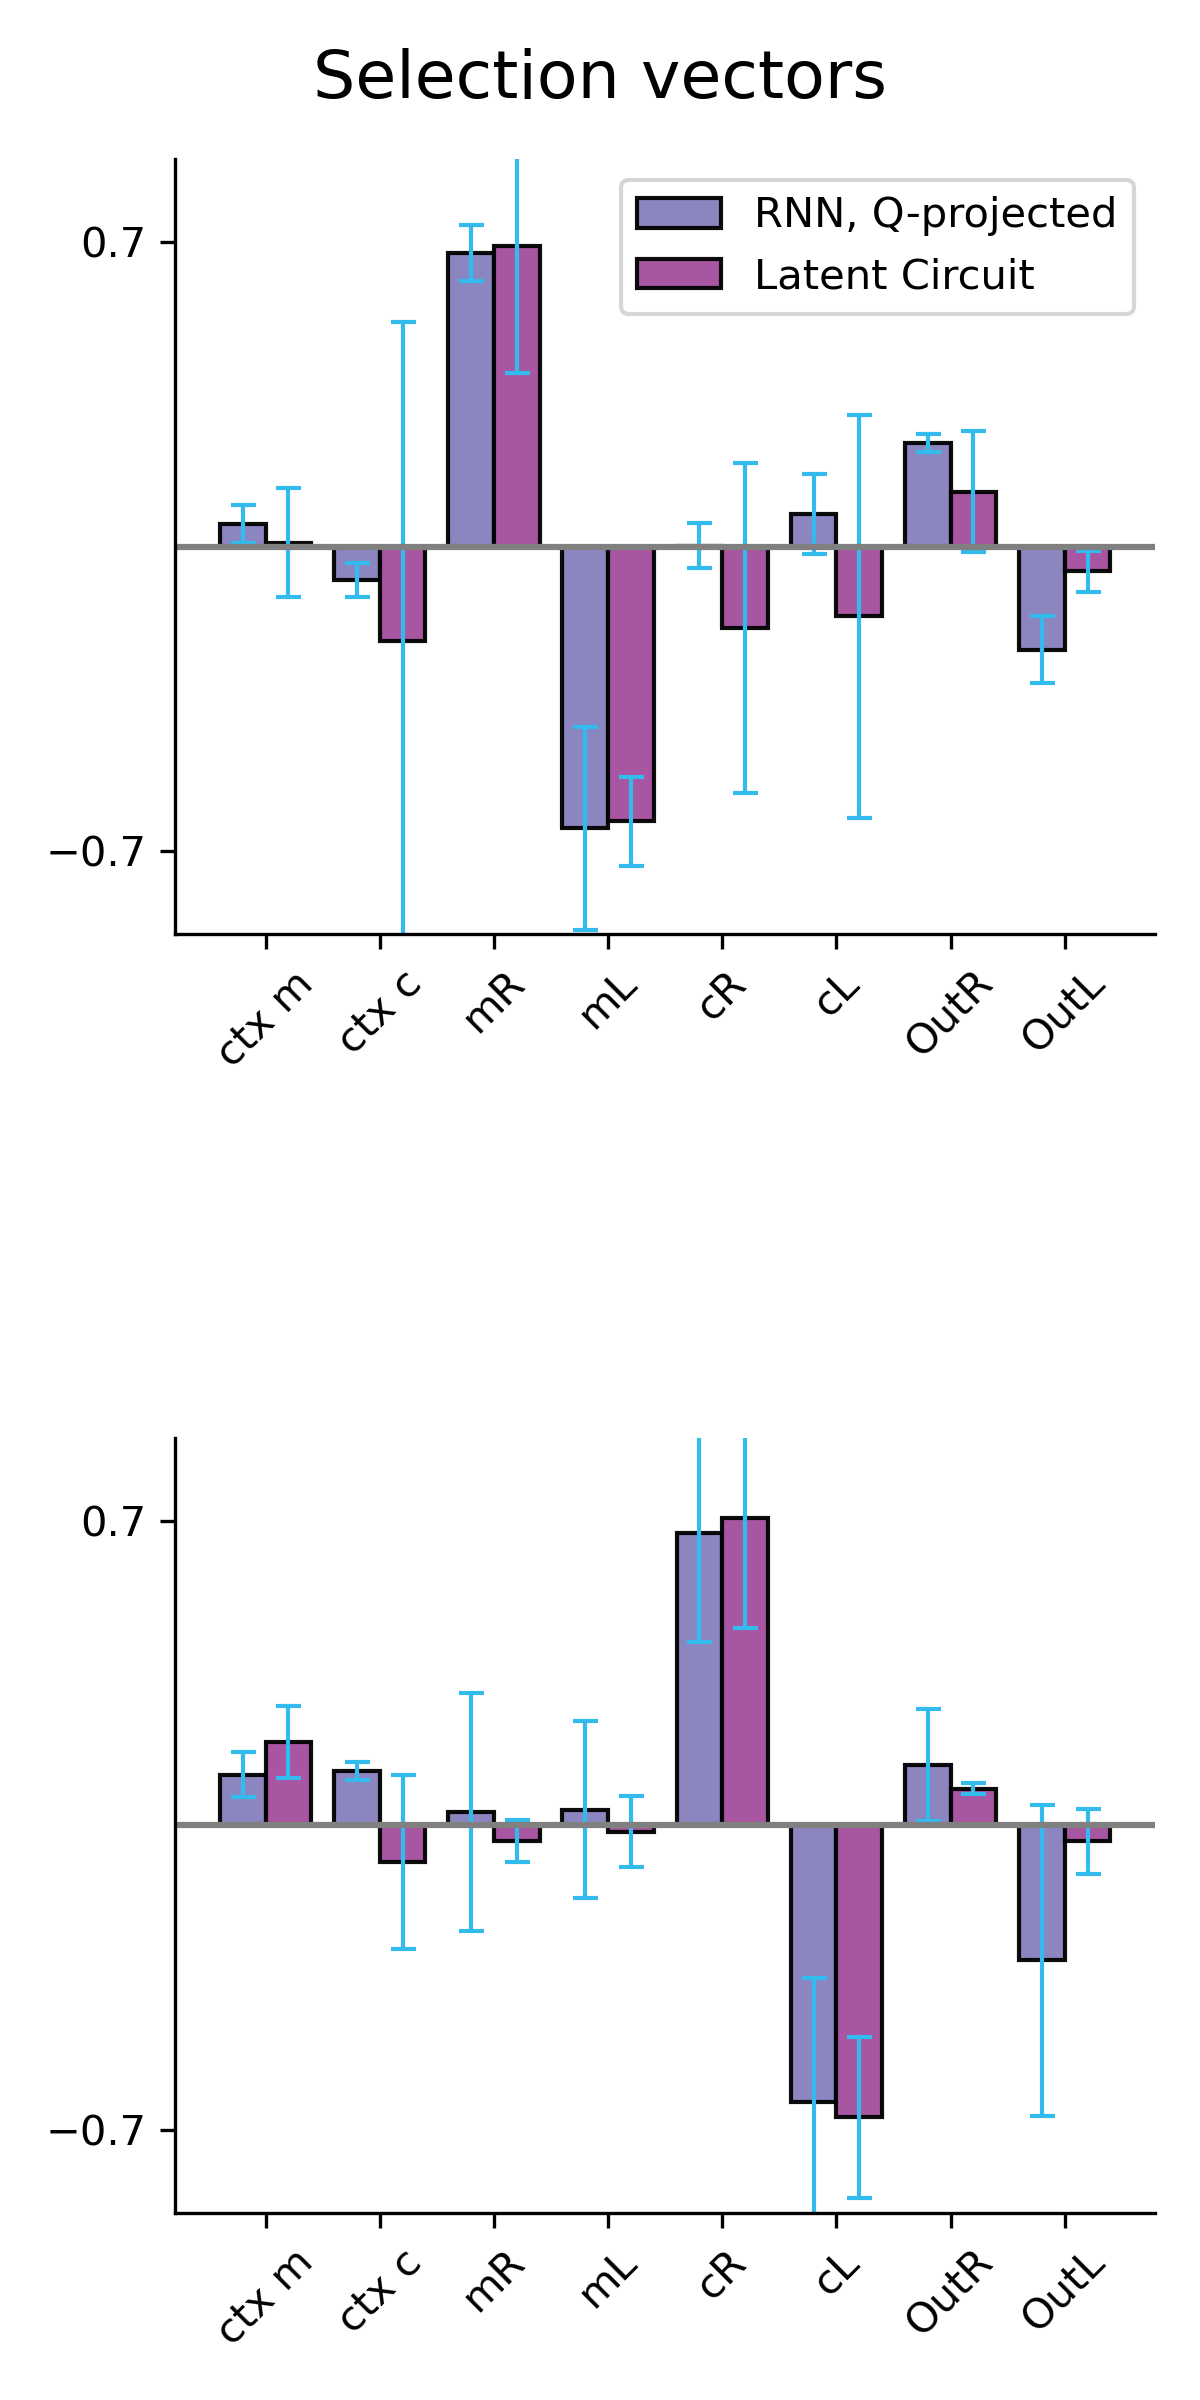 Selection vectors
RNN, Q-projected
Latent Circuit
0.7
−0.7
ctx m
ctx c
mR
mL
cR
cL
OutR
OutL
0.7
−0.7
ctx m
ctx c
mR
mL
cR
cL
OutR
OutL